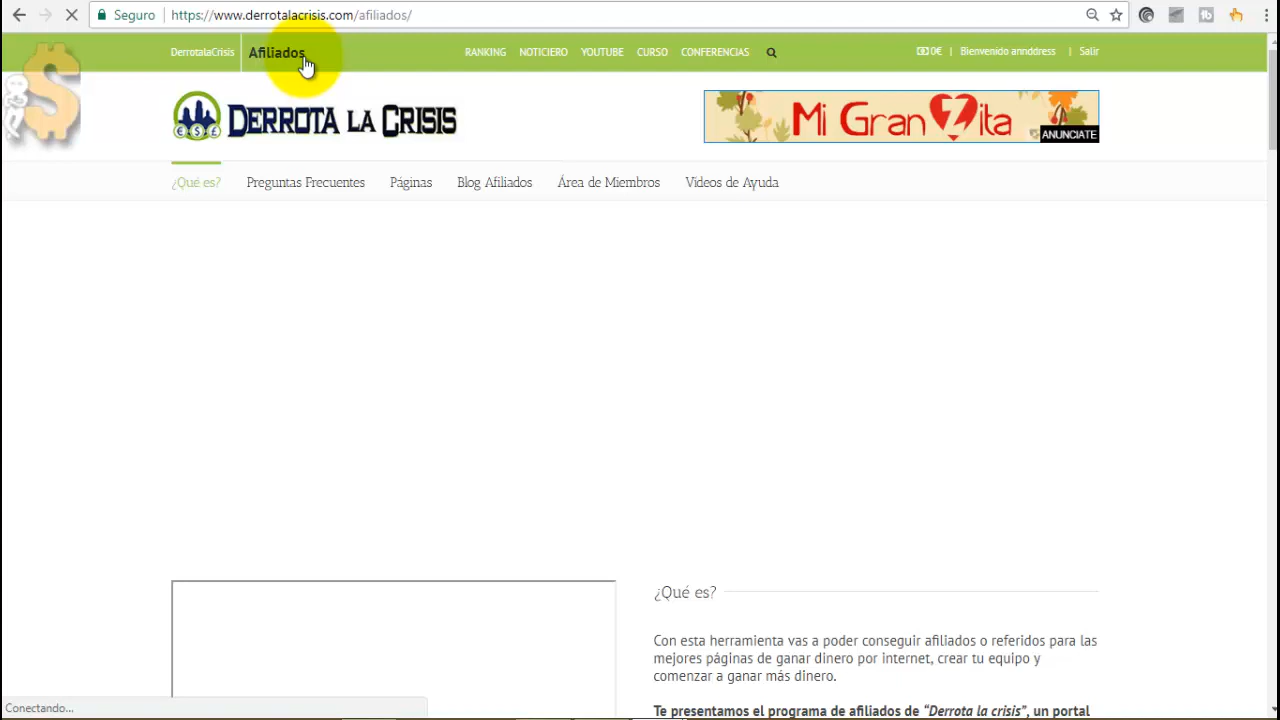 Seguro https://www.derrotalacrisis.com/afiliados/
DerrotalaCrisis Afiliados RANKING NOTICIERO YOUTUBE CURSO CONFERENCIAS 0€ | Bienvenido annddress | Salir
DERROTA LA CRISIS
Mi Gran Zita
ANUNCIATE
¿Qué es? Preguntas Frecuentes Páginas Blog Afiliados Área de Miembros Vídeos de Ayuda
¿Qué es?
Con esta herramienta vas a poder conseguir afiliados o referidos para las
mejores páginas de ganar dinero por internet, crear tu equipo y
comenzar a ganar más dinero.
Te presentamos el programa de afiliados de “Derrota la crisis”, un portal
Conectando...